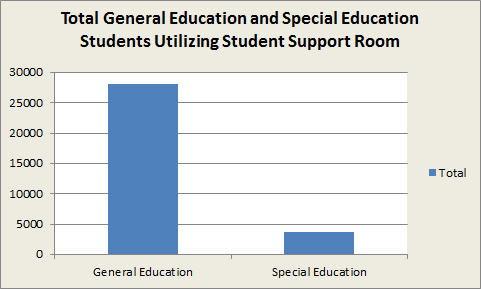 Total General Education and Special Education
Students Utilizing Student Support Room
30000
25000
20000
15000
10000
5000
0
General Education
Special Education
Total